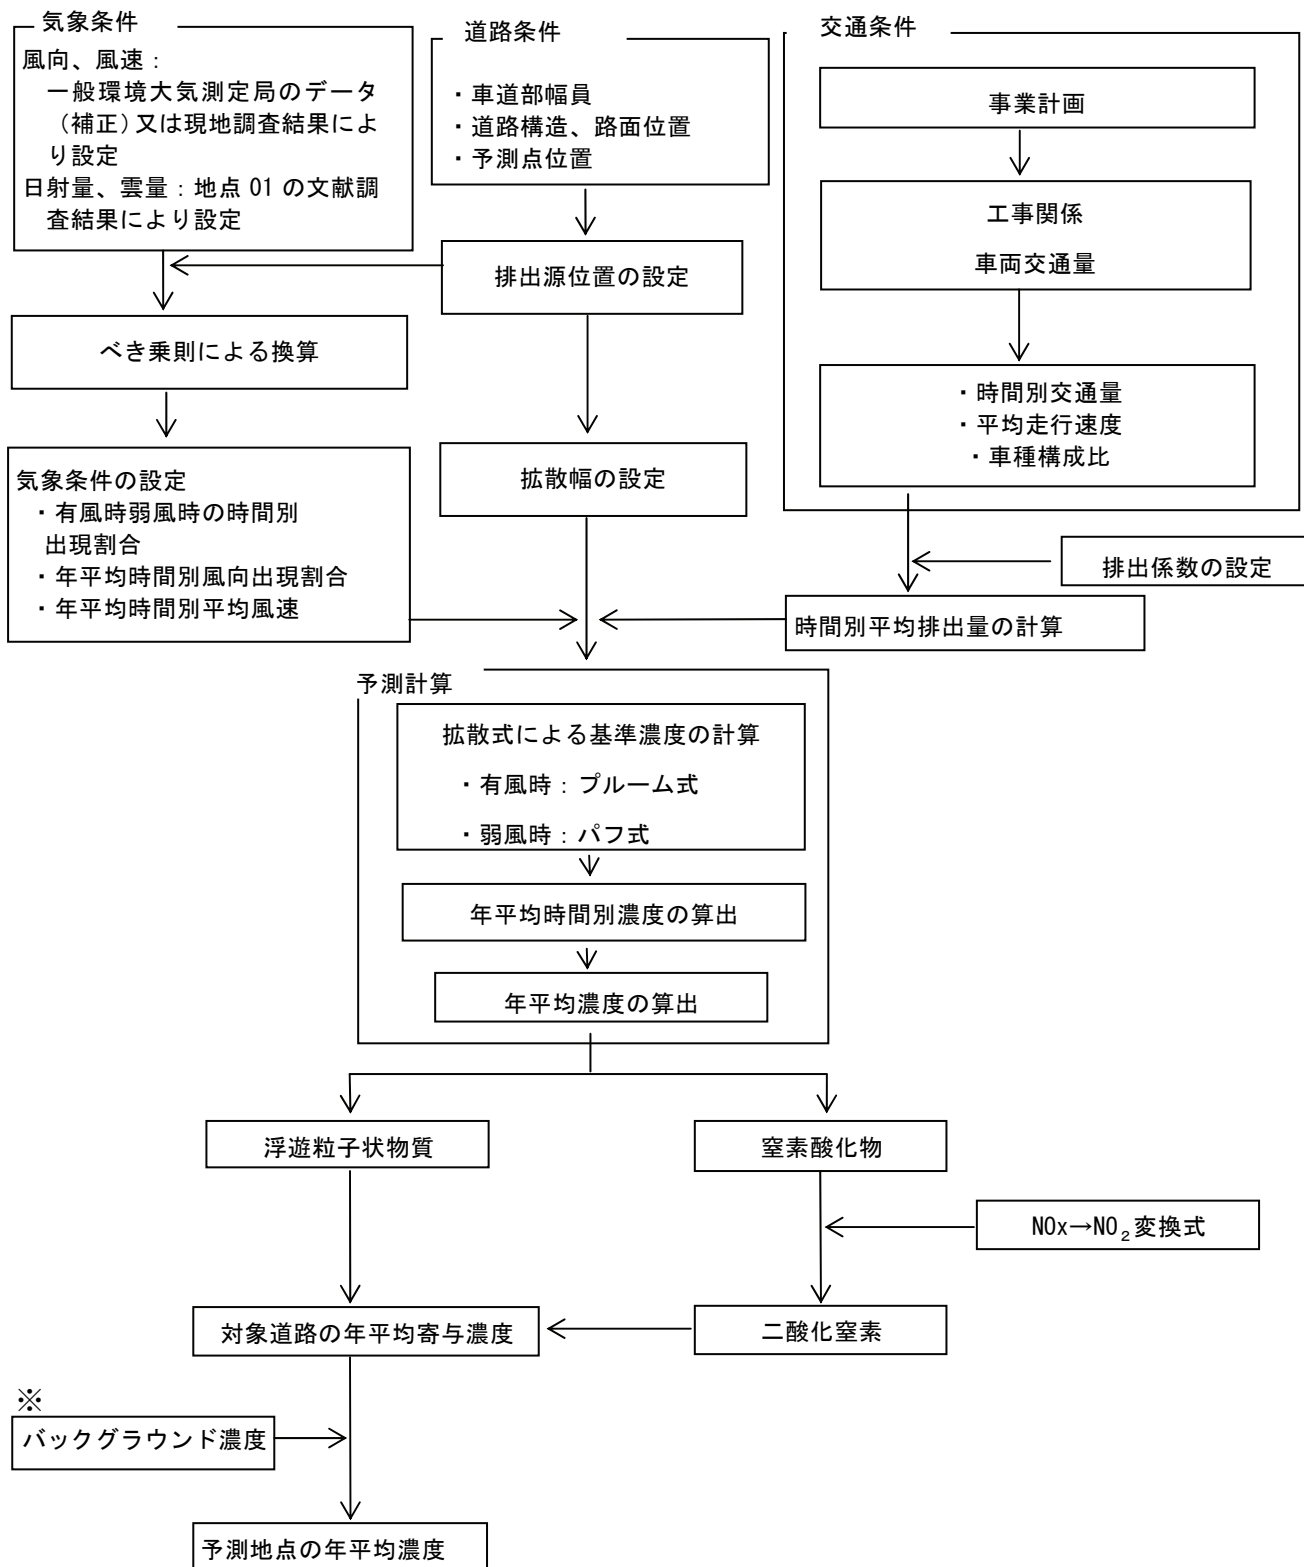 気象条件
風向、風速：
一般環境大気測定局のデータ
(補正)又は現地調査結果によ
り設定
日射量、雲量：地点 01 の文献調
査結果により設定
道路条件
・車道部幅員
・道路構造、路面位置
・予測点位置
交通条件
事業計画
工事関係
車両交通量
排出源位置の設定
べき乗則による換算
・時間別交通量
・平均走行速度
・車種構成比
気象条件の設定
・有風時弱風時の時間別
出現割合
・年平均時間別風向出現割合
・年平均時間別平均風速
拡散幅の設定
排出係数の設定
時間別平均排出量の計算
予測計算
拡散式による基準濃度の計算
・有風時：プルーム式
・弱風時：パフ式
年平均時間別濃度の算出
年平均濃度の算出
浮遊粒子状物質
窒素酸化物
NOx→NO₂変換式
対象道路の年平均寄与濃度
二酸化窒素
※
バックグラウンド濃度
予測地点の年平均濃度